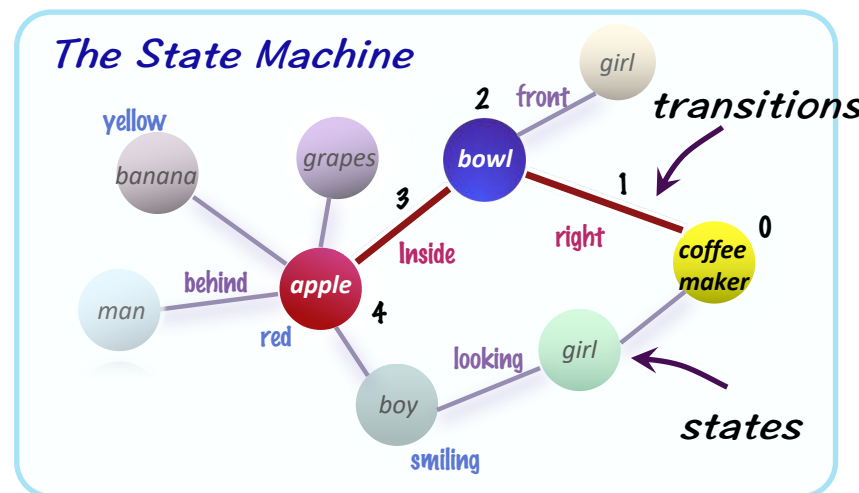 The State Machine
girl
2
front
transitions
yellow
grapes
bowl
banana
1
3
right
0
Inside
coffee
maker
behind
apple
man
4
red
looking
girl
boy
states
smiling